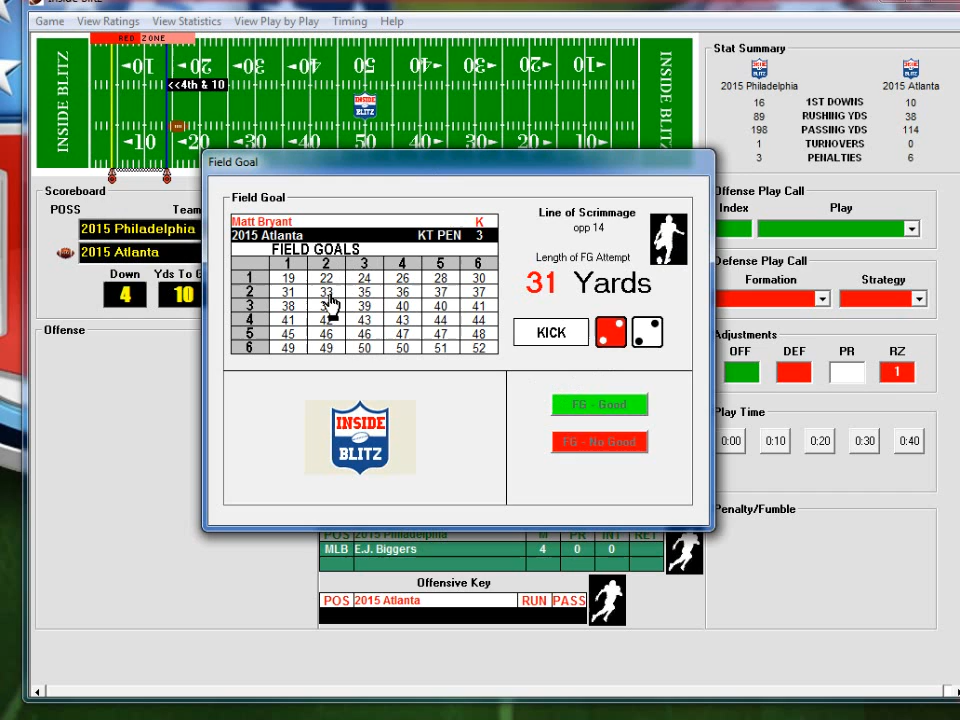 Inside Blitz
Game View Ratings View Statistics View Play by Play Timing Help
RED ZONE
INSIDE BLITZ
10 20 30 40 50 40 30 20 10
<<4th & 10
INSIDE BLITZ
10 20 30 40 50 40 30 20 10
INSIDE BLITZ
Stat Summary
2015 Philadelphia 2015 Atlanta
16 1ST DOWNS 10
89 RUSHING YDS 38
198 PASSING YDS 114
1 TURNOVERS 0
3 PENALTIES 6
Scoreboard
POSS Team
2015 Philadelphia
2015 Atlanta
Down Yds To G
4 10
Offense
Field Goal
Field Goal
Matt Bryant K
2015 Atlanta KT PEN 3
FIELD GOALS
1 2 3 4 5 6
1 19 22 24 26 28 30
2 31 33 35 36 37 37
3 38 39 40 40 41
4 41 42 43 43 44 44
5 45 46 46 47 47 48
6 49 49 50 50 51 52
Line of Scrimmage
opp 14
Length of FG Attempt
31 Yards
KICK
INSIDE BLITZ
FG - Good
FG - No Good
Offense Play Call
Index Play
Defense Play Call
Formation Strategy
Adjustments
OFF DEF PR RZ
1
Play Time
0:00 0:10 0:20 0:30 0:40
Penalty/Fumble
POS 2015 Philadelphia M PR INT RET
MLB E.J. Biggers 4 0 0
Offensive Key
POS 2015 Atlanta RUN PASS